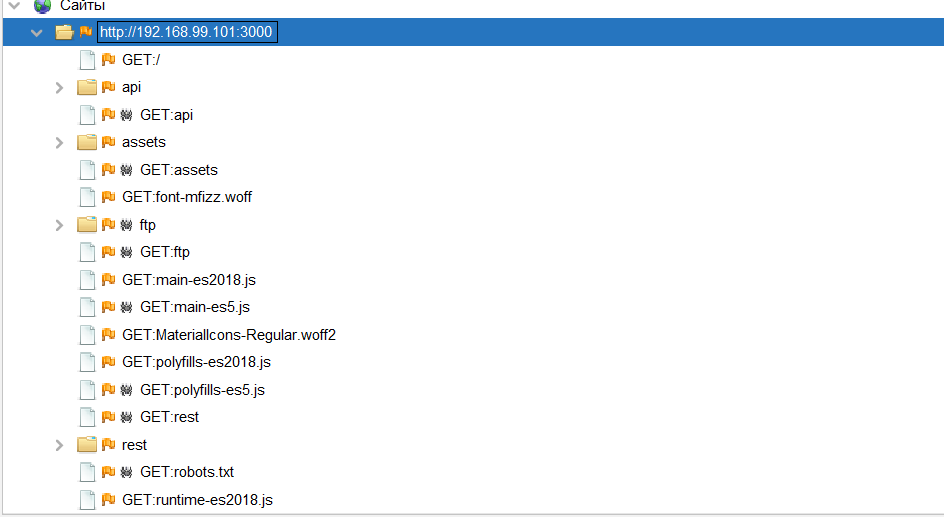 Сайты
http://192.168.99.101:3000
GET:/
api
GET:api
assets
GET:assets
GET:font-mfizz.woff
ftp
GET:ftp
GET:main-es2018.js
GET:main-es5.js
GET:MaterialIcons-Regular.woff2
GET:polyfills-es2018.js
GET:polyfills-es5.js
GET:rest
rest
GET:robots.txt
GET:runtime-es2018.js